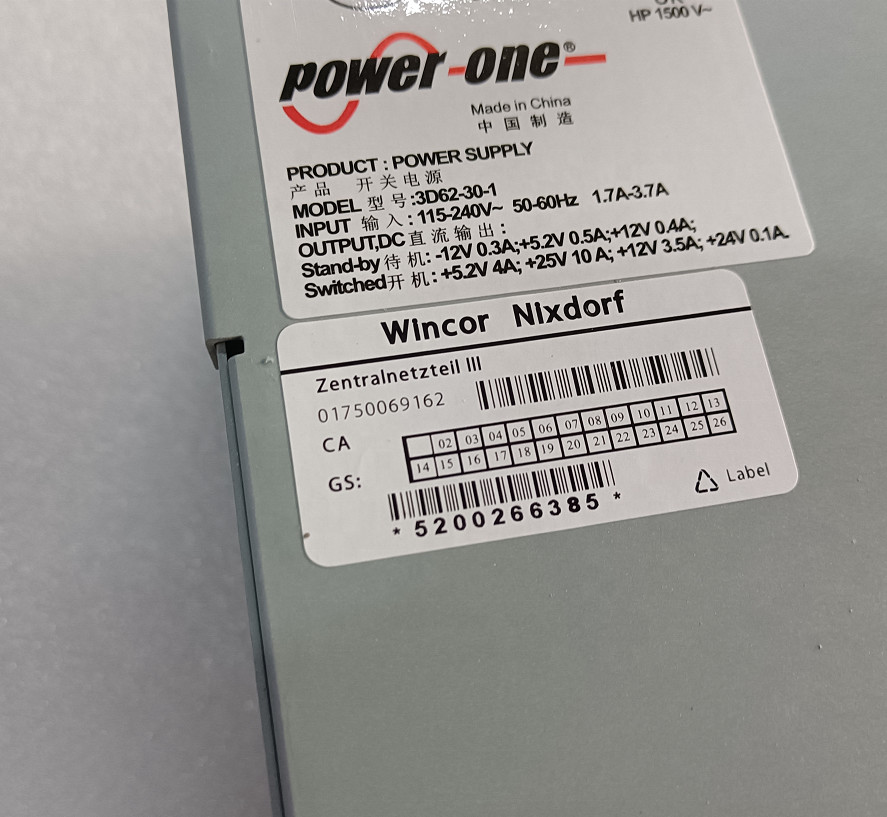 HP 1500 V~
power-one®
Made in China
中国制造
PRODUCT : POWER SUPPLY
产品 开关电源
MODEL 型号:3D62-30-1
INPUT 输入: 115-240V~ 50-60Hz 1.7A-3.7A
OUTPUT,DC 直流输出:
Stand-by 待机: -12V 0.3A;+5.2V 0.5A;+12V 0.4A;
Switched 开机: +5.2V 4A; +25V 10 A; +12V 3.5A; +24V 0.1A.
Wincor Nixdorf
Zentralnetzteil III
01750069162
CA 02 03 04 05 06 07 08 09 10 11 12 13
14 15 16 17 18 19 20 21 22 23 24 25 26
GS:
* 5200266385 *
Label